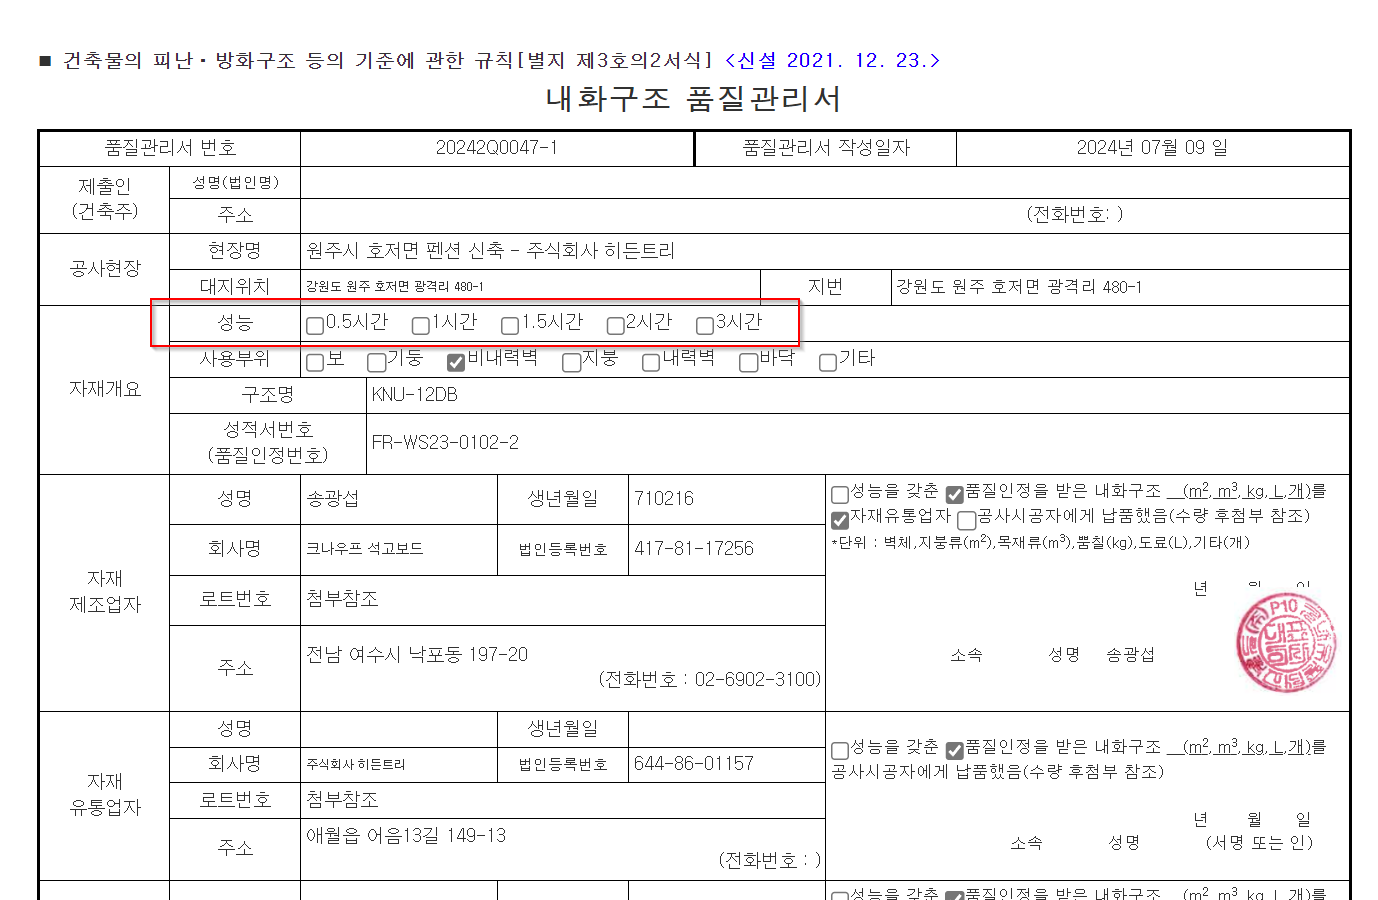 ■ 건축물의 피난·방화구조 등의 기준에 관한 규칙[별지 제3호의2서식] <신설 2021. 12. 23.>
내화구조 품질관리서
품질관리서 번호 20242Q0047-1 품질관리서 작성일자 2024년 07월 09 일
제출인 (건축주) 성명(법인명)
주소 (전화번호: )
공사현장 현장명 원주시 호저면 펜션 신축 - 주식회사 히든트리
대지위치 강원도 원주 호저면 광격리 480-1 지번 강원도 원주 호저면 광격리 480-1
자재개요 성능 0.5시간 1시간 1.5시간 2시간 3시간
사용부위 보 기둥 비내력벽 지붕 내력벽 바닥 기타
구조명 KNU-12DB
성적서번호 (품질인정번호) FR-WS23-0102-2
자재 제조업자 성명 송광섭 생년월일 710216
회사명 크나우프 석고보드 법인등록번호 417-81-17256
로트번호 첨부참조
주소 전남 여수시 낙포동 197-20
(전화번호 : 02-6902-3100)
성능을 갖춘 품질인정을 받은 내화구조 __(m², m³, kg, L,개)를
자재유통업자 공사시공자에게 납품했음(수량 후첨부 참조)
*단위 : 벽체,지붕류(m²),목재류(m³),뿜칠(kg),도료(L),기타(개)
년 월 일
소속 성명 송광섭
자재 유통업자 성명 생년월일
회사명 주식회사 히든트리 법인등록번호 644-86-01157
로트번호 첨부참조
주소 애월읍 어음13길 149-13
(전화번호 : )
성능을 갖춘 품질인정을 받은 내화구조 __(m², m³, kg, L,개)를
공사시공자에게 납품했음(수량 후첨부 참조)
년 월 일
소속 성명 (서명 또는 인)
성능을 갖춘 품질인정을 받은 내화구조 __(m², m³, kg, L,개)를